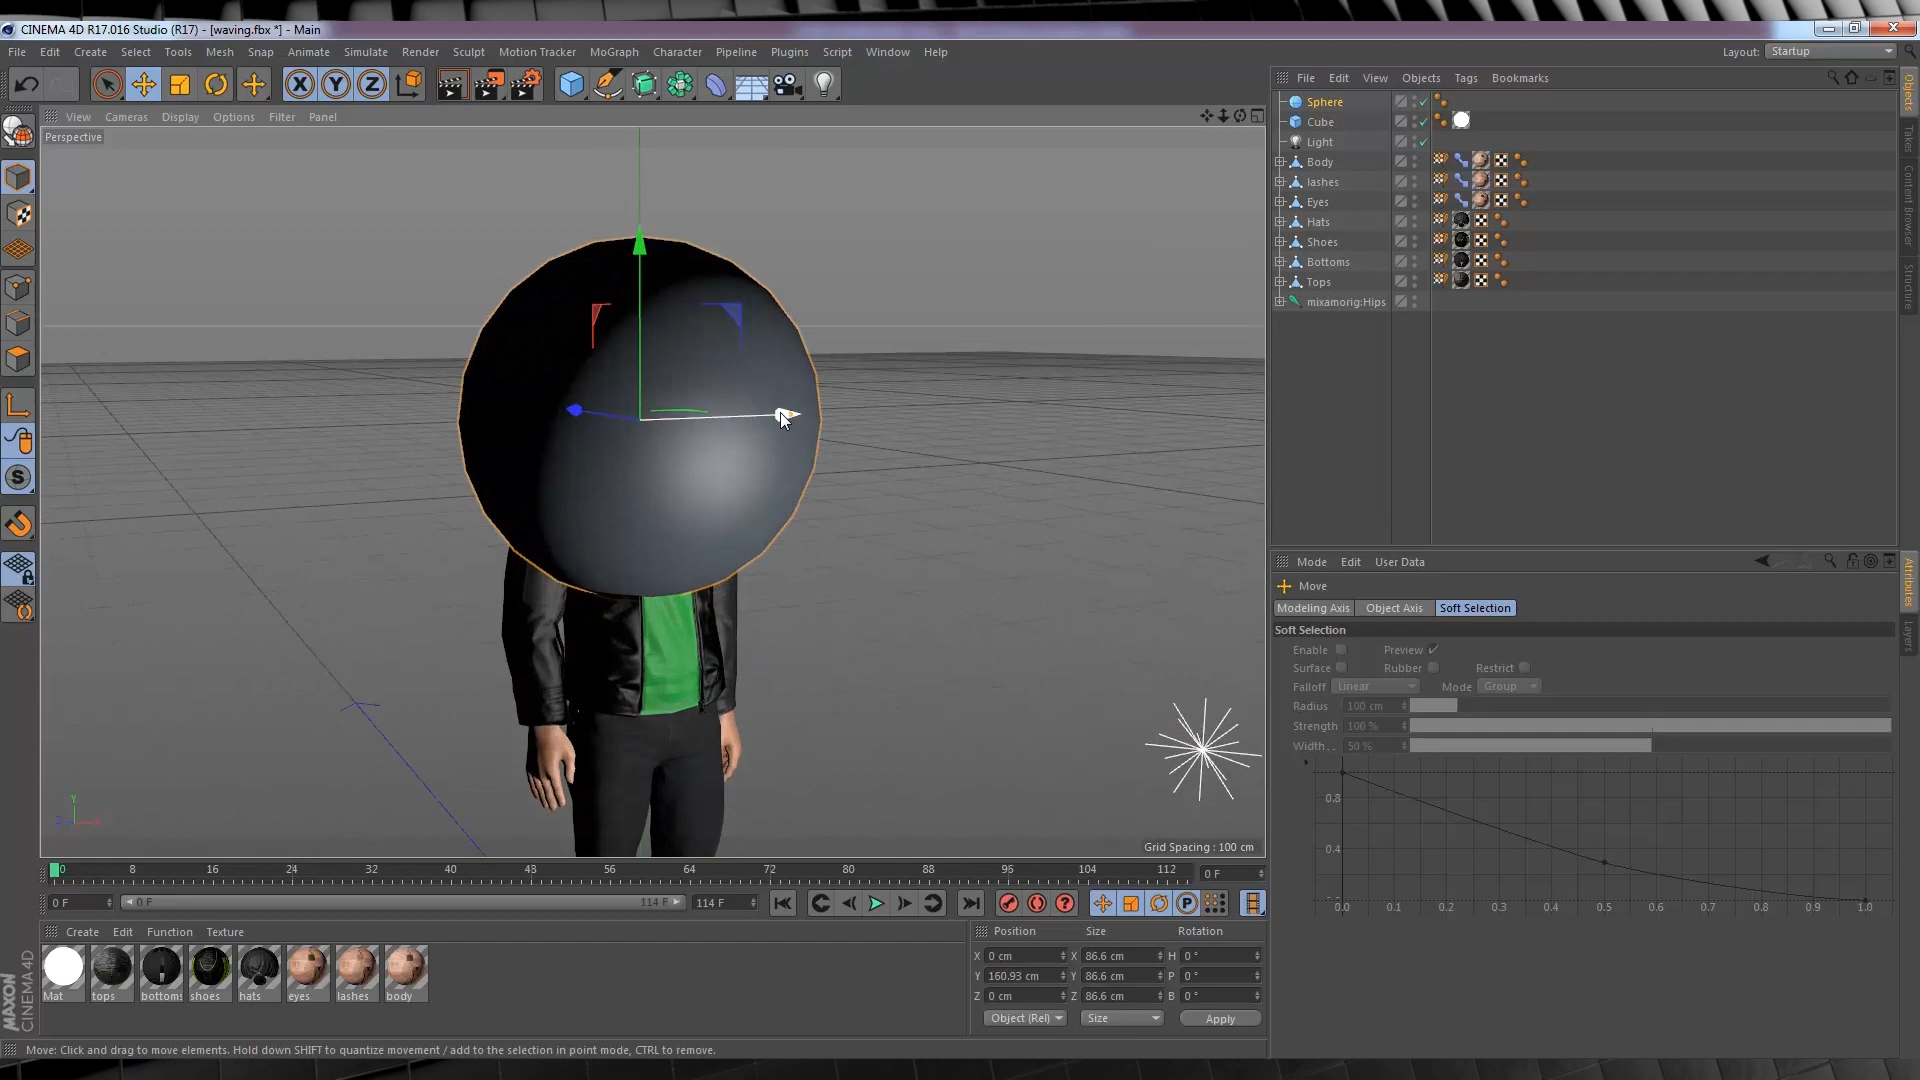 CINEMA 4D R17.016 Studio (R17) - [waving.fbx *] - Main
File Edit Create Select Tools Mesh Snap Animate Simulate Render Sculpt Motion Tracker MoGraph Character Pipeline Plugins Script Window Help
Layout: Startup
X Y Z
File Edit View Objects Tags Bookmarks
View Cameras Display Options Filter Panel
Perspective
Sphere
Cube
Light
Body
lashes
Eyes
Hats
Shoes
Bottoms
Tops
mixamorig:Hips
Objects
Takes
Content Browser
Structure
Mode Edit User Data
Move
Modeling Axis Object Axis Soft Selection
Soft Selection
Enable Preview
Surface Rubber Restrict
Falloff Linear Mode Group
Radius 100 cm
Strength 100 %
Width.. 50 %
0.8
0.4
0.0 0.1 0.2 0.3 0.4 0.5 0.6 0.7 0.8 0.9 1.0
Attributes
Layers
S
Y
Z
Grid Spacing : 100 cm
0 8 16 24 32 40 48 56 64 72 80 88 95 104 112
0 F
0 F 0 F 114 F 114 F
P
Create Edit Function Texture
Mat tops bottoms shoes hats eyes lashes body
Position Size Rotation
X 0 cm X 86.6 cm H 0 °
Y 160.93 cm Y 86.6 cm P 0 °
Z 0 cm Z 86.6 cm B 0 °
Object (Rel) Size Apply
MAXON
CINEMA 4D
Move: Click and drag to move elements. Hold down SHIFT to quantize movement / add to the selection in point mode, CTRL to remove.